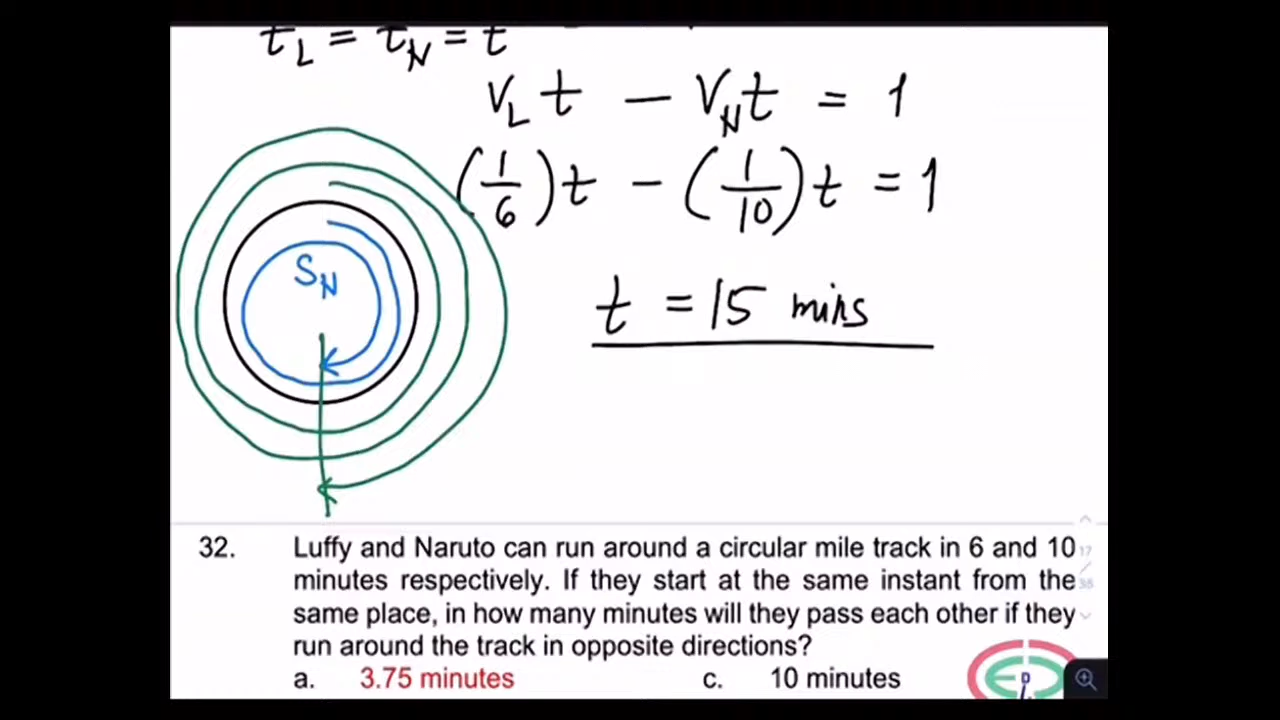 t_L = t_N = t
V_L t − V_N t = 1
(1/6)t − (1/10)t = 1
S_N
t = 15 mins
32. Luffy and Naruto can run around a circular mile track in 6 and 10
minutes respectively. If they start at the same instant from the
same place, in how many minutes will they pass each other if they
run around the track in opposite directions?
a. 3.75 minutes c. 10 minutes
17